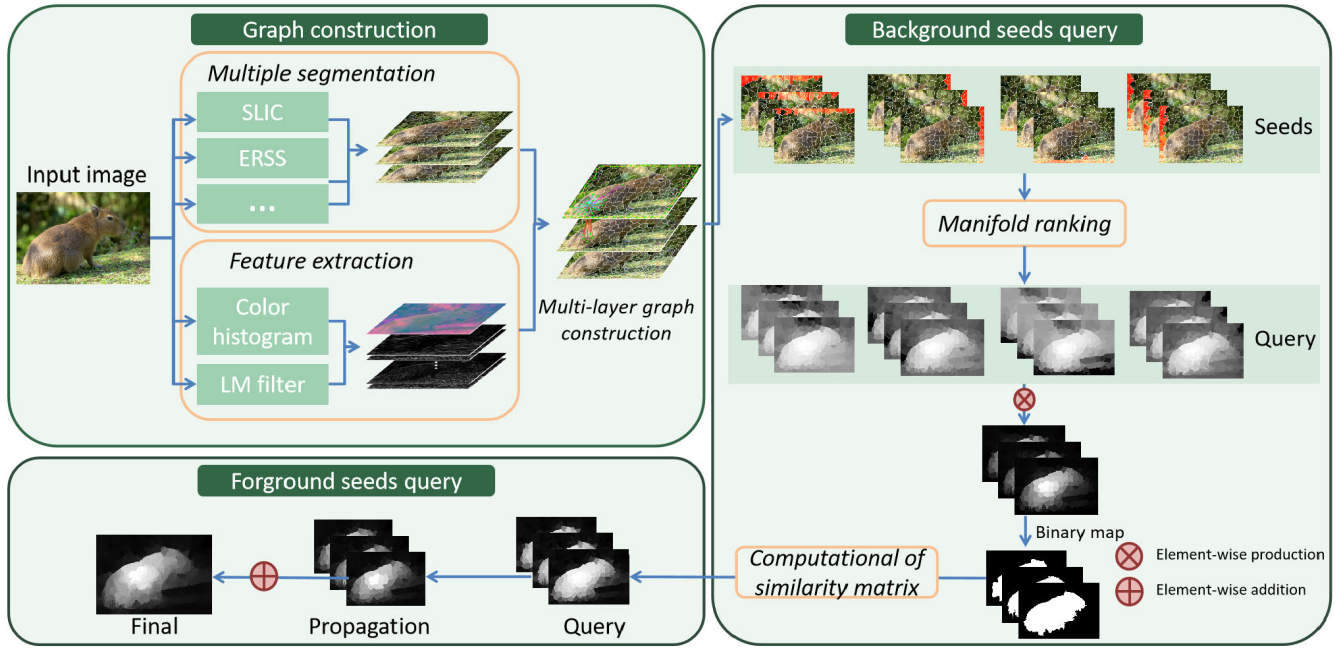 Graph construction
Multiple segmentation
SLIC
ERSS
...
Input image
Feature extraction
Color
histogram
LM filter
Multi-layer graph
construction
Background seeds query
Seeds
Manifold ranking
Query
Binary map
Element-wise production
Element-wise addition
Computational of
similarity matrix
Forground seeds query
Final
Propagation
Query